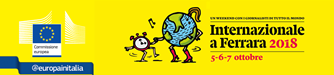 Commissione
europea
@europainitalia
UN WEEKEND CON I GIORNALISTI DI TUTTO IL MONDO
Internazionale
a Ferrara 2018
5-6-7 ottobre